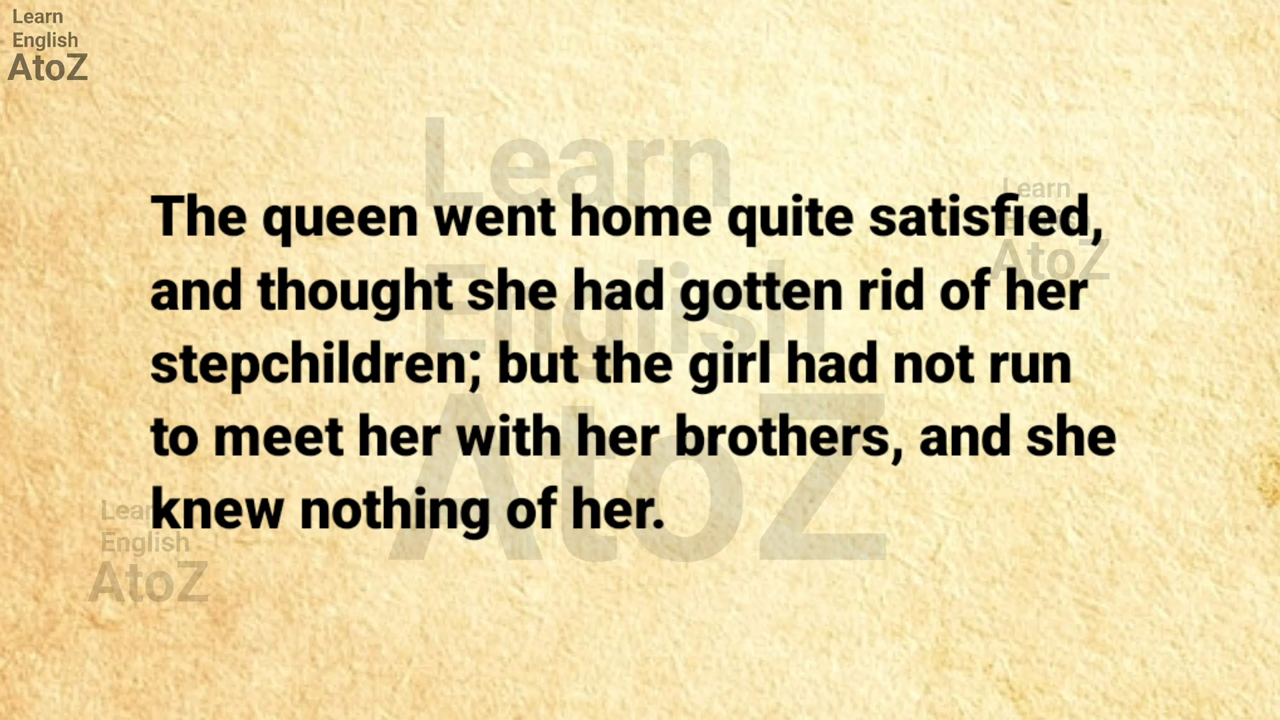 Learn
English
AtoZ
Learn
English
AtoZ
Learn
AtoZ
The queen went home quite satisfied,
and thought she had gotten rid of her
stepchildren; but the girl had not run
to meet her with her brothers, and she
knew nothing of her.
Learn
English
AtoZ